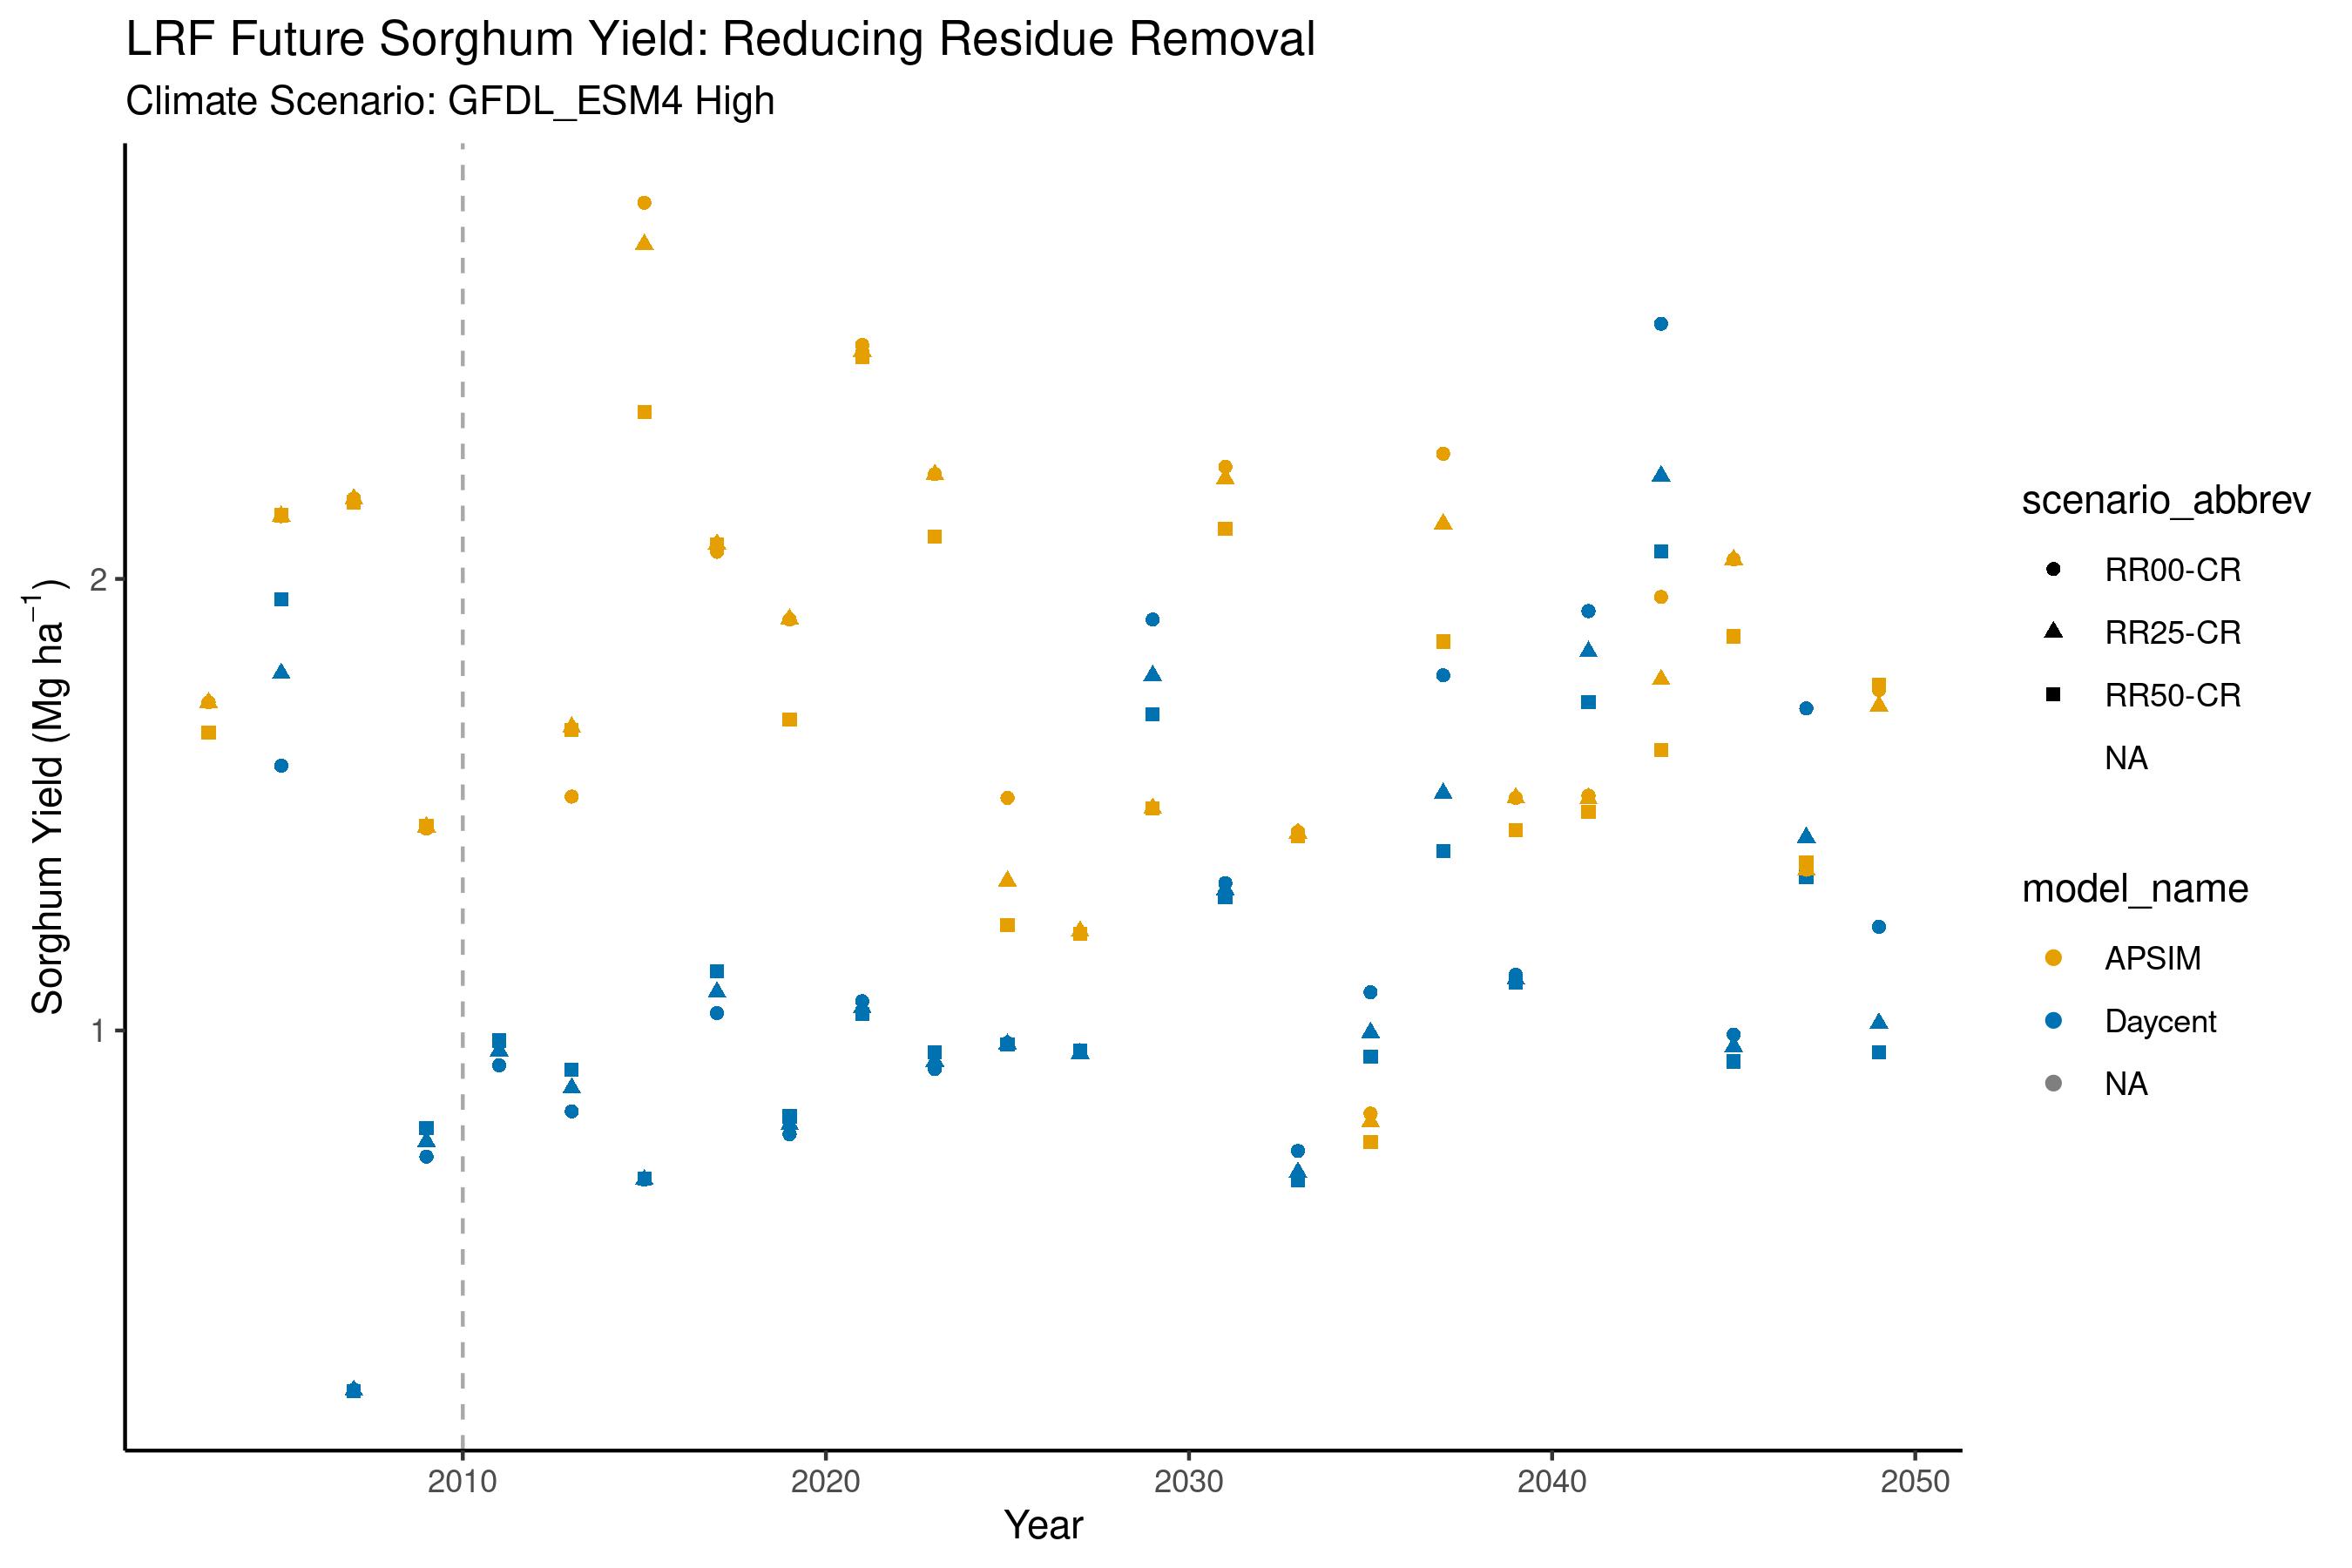 LRF Future Sorghum Yield: Reducing Residue Removal
Climate Scenario: GFDL_ESM4 High
Sorghum Yield (Mg ha⁻¹)
2
1
2010
2020
2030
2040
2050
Year
scenario_abbrev
RR00-CR
RR25-CR
RR50-CR
NA
model_name
APSIM
Daycent
NA